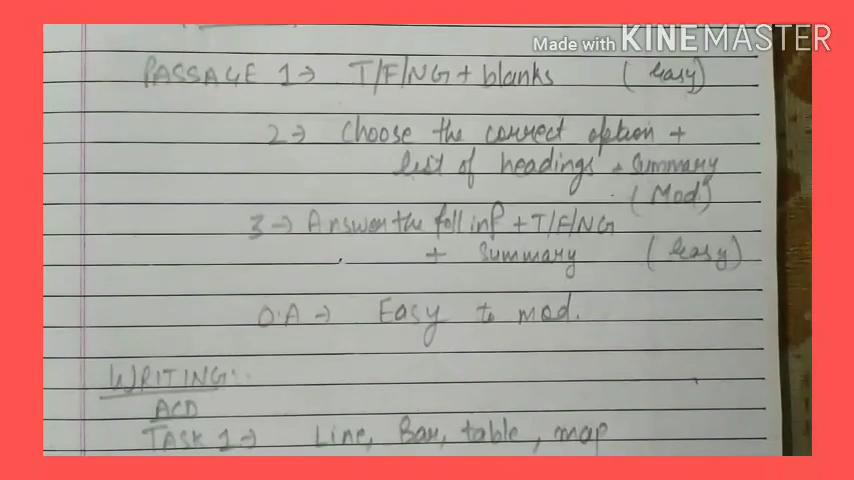 Made with KINEMASTER
PASSAGE 1→ T/F/NG + blanks (easy)
2→ Choose the correct option +
list of headings + Summary
(Mod.)
3→ Answer the foll inf + T/F/NG
+ Summary (easy)
O.A → Easy to mod.
WRITING:-
ACD
TASK 1→ Line, Bar, table, map